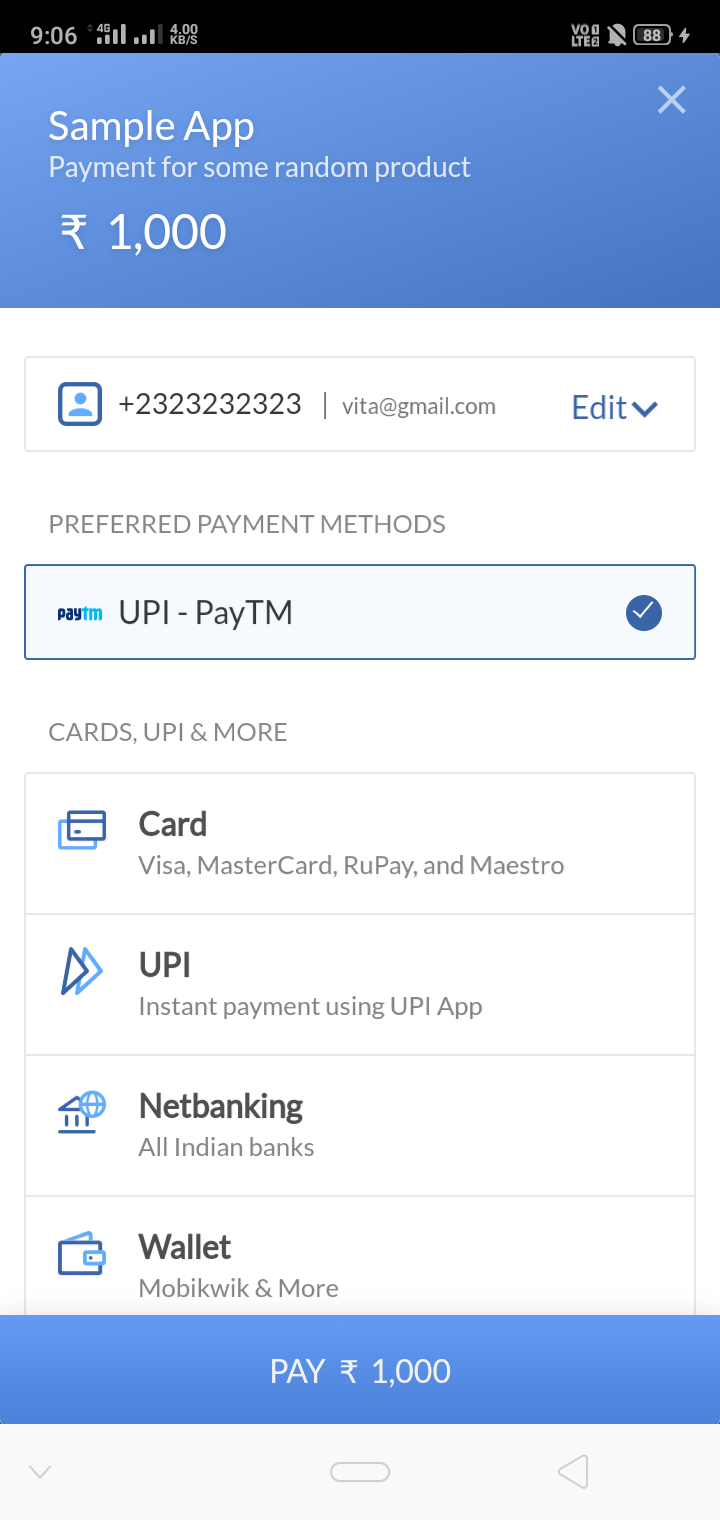 9:06 4G 4.00 KB/S VO 1 LTE 2 88
Sample App
Payment for some random product
₹ 1,000
+2323232323 | vita@gmail.com Edit
PREFERRED PAYMENT METHODS
paytm UPI - PayTM
CARDS, UPI & MORE
Card
Visa, MasterCard, RuPay, and Maestro
UPI
Instant payment using UPI App
Netbanking
All Indian banks
Wallet
Mobikwik & More
PAY ₹ 1,000